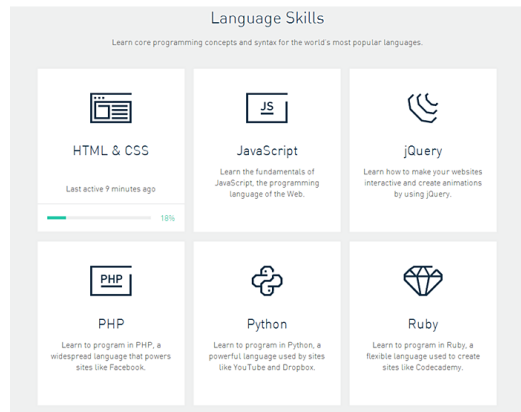 Language Skills
Learn core programming concepts and syntax for the world's most popular languages.
JS
HTML & CSS
JavaScript
jQuery
Last active 9 minutes ago
18%
Learn the fundamentals of
JavaScript, the programming
language of the Web.
Learn how to make your websites
interactive and create animations
by using jQuery.
PHP
PHP
Python
Ruby
Learn to program in PHP, a
widespread language that powers
sites like Facebook.
Learn to program in Python, a
powerful language used by sites
like YouTube and Dropbox.
Learn to program in Ruby, a
flexible language used to create
sites like Codecademy.